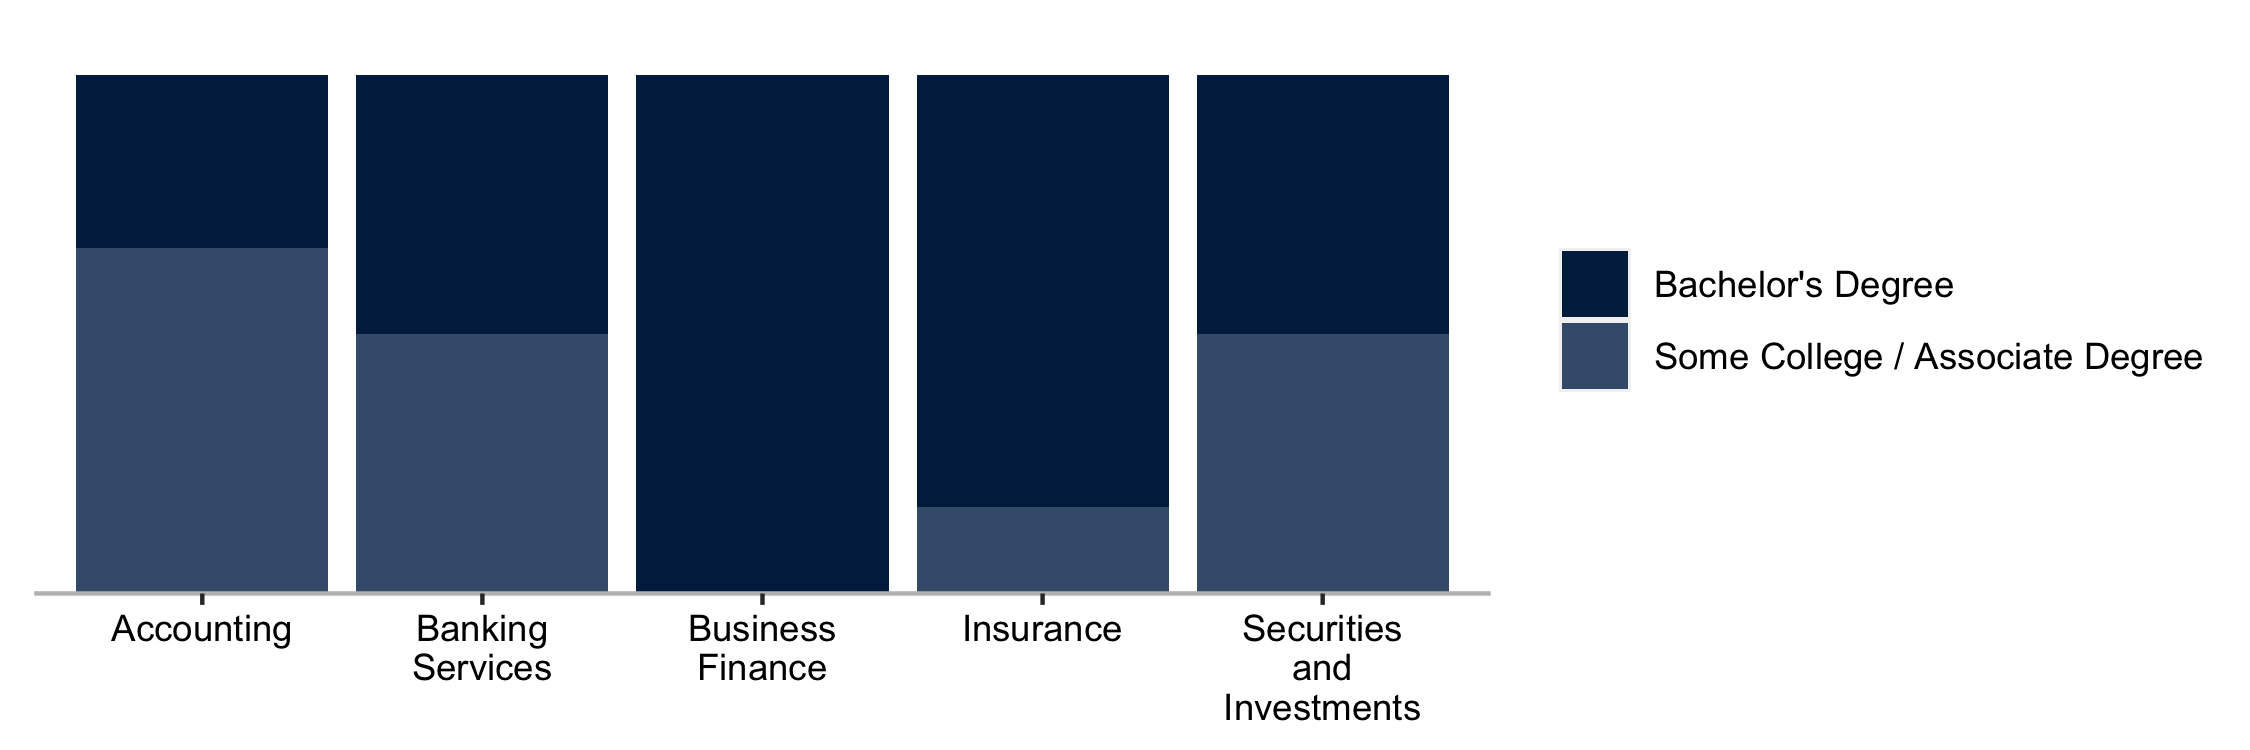 Bachelor's Degree
Some College / Associate Degree
Accounting
Banking
Services
Business
Finance
Insurance
Securities
and
Investments